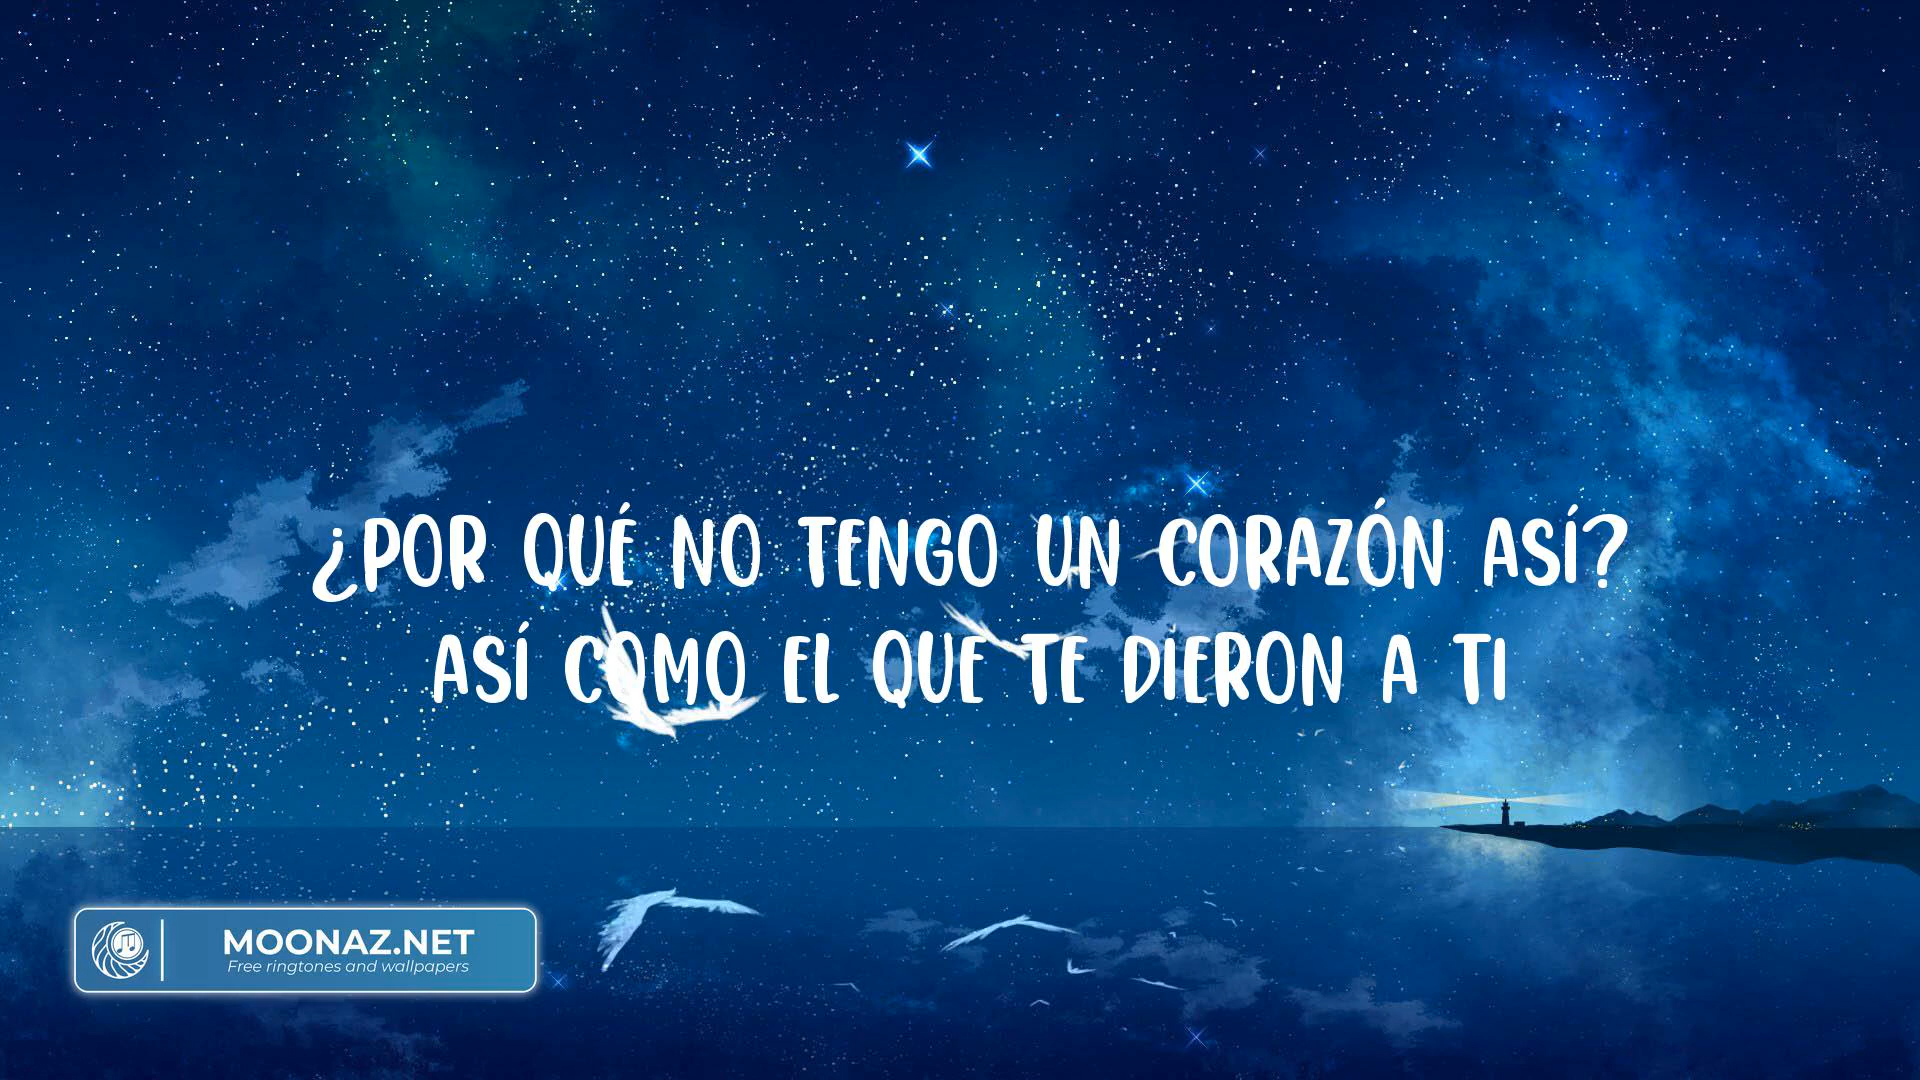 ¿POR QUÉ NO TENGO UN CORAZÓN ASÍ?
ASÍ COMO EL QUE TE DIERON A TI
MOONAZ.NET
Free ringtones and wallpapers